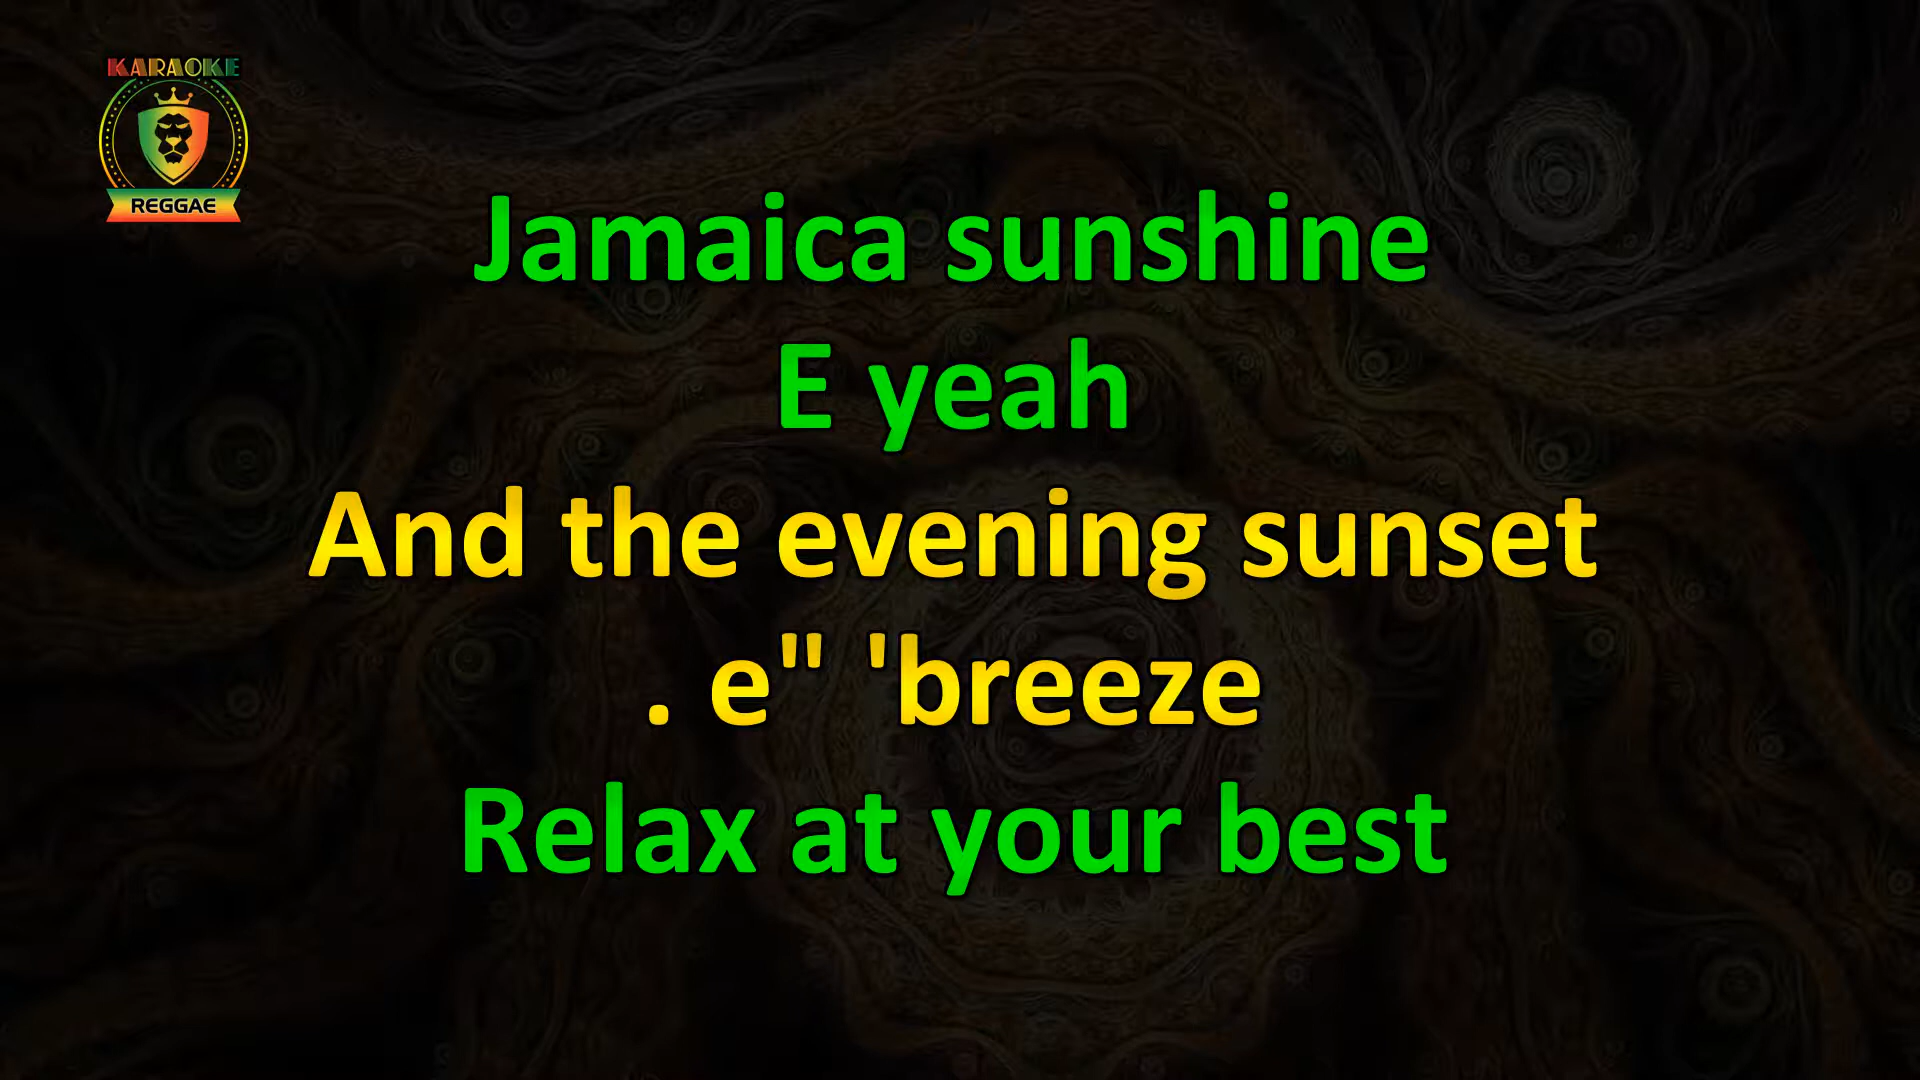 KARAOKE
REGGAE
Jamaica sunshine
E yeah
And the evening sunset
. e" 'breeze
Relax at your best